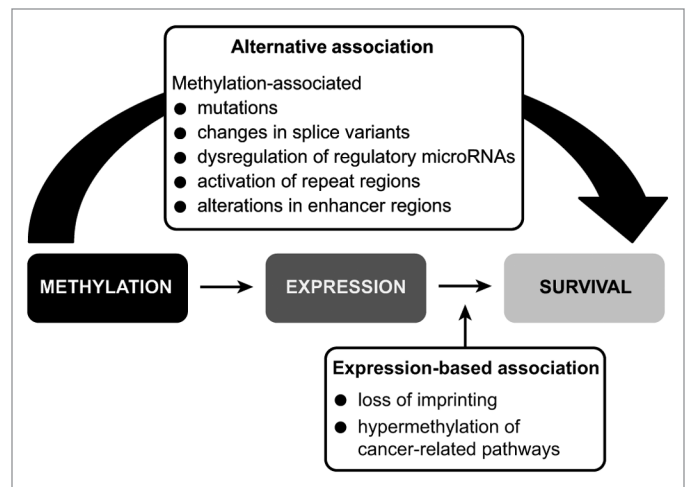 Alternative association
Methylation-associated
● mutations
● changes in splice variants
● dysregulation of regulatory microRNAs
● activation of repeat regions
● alterations in enhancer regions
METHYLATION
EXPRESSION
SURVIVAL
Expression-based association
● loss of imprinting
● hypermethylation of
cancer-related pathways